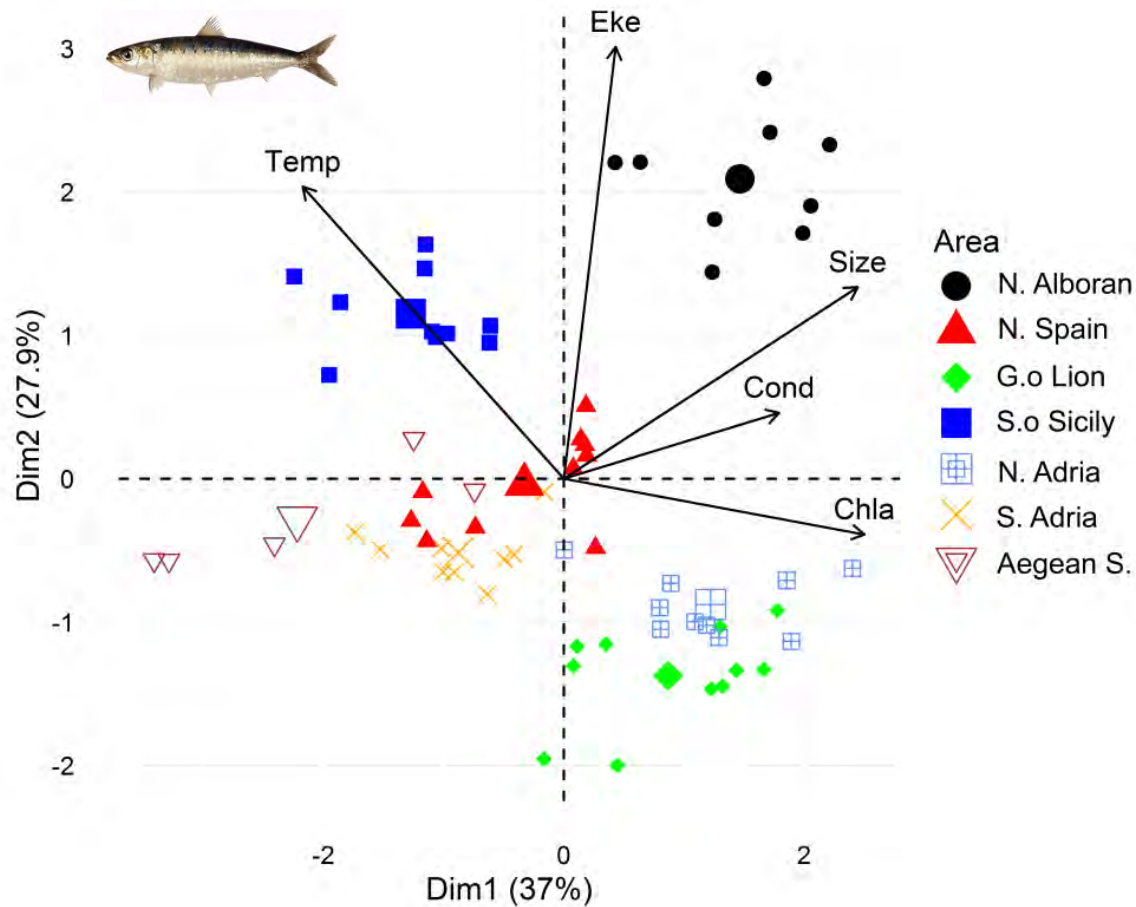 Eke
3
Temp
2
Area
N. Alboran
Size
N. Spain
1
G.o Lion
Cond
S.o Sicily
Dim2 (27.9%)
0
N. Adria
Chla
S. Adria
Aegean S.
-1
-2
-2
0
2
Dim1 (37%)